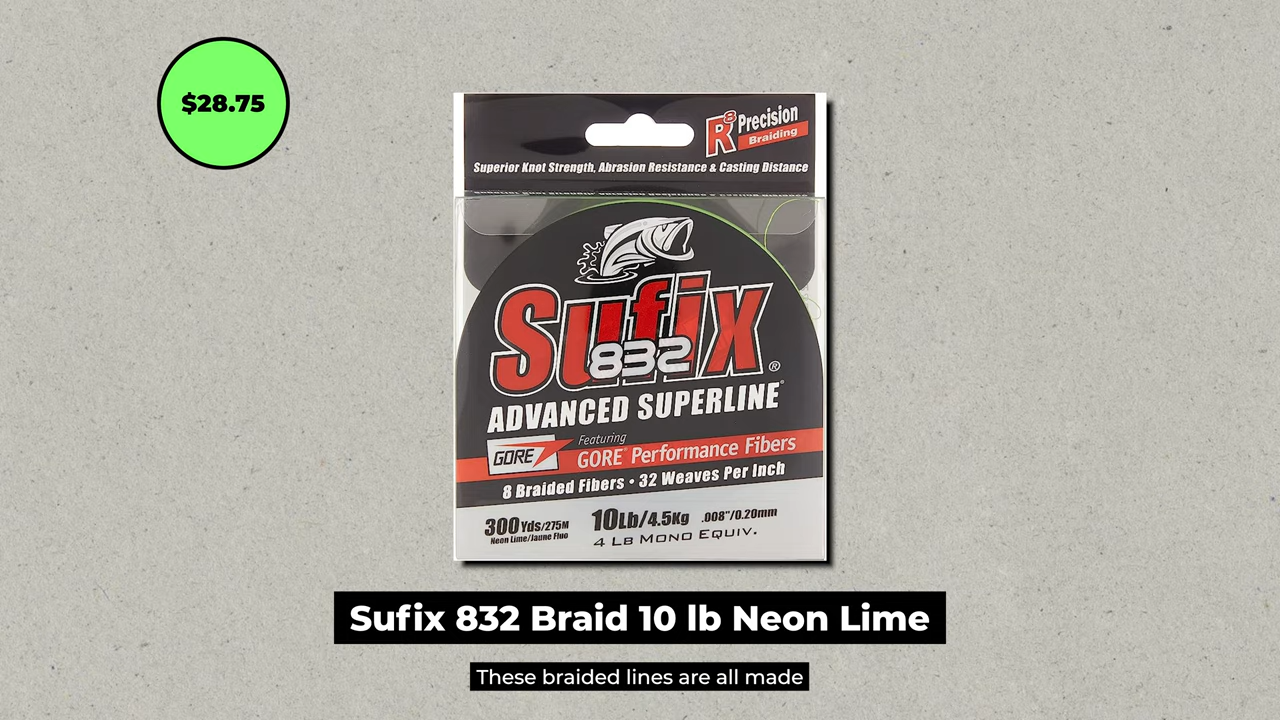 $28.75
R8 Precision
Braiding
Superior Knot Strength, Abrasion Resistance & Casting Distance
Sufix®
832
ADVANCED SUPERLINE®
GORE
Featuring
GORE® Performance Fibers
8 Braided Fibers • 32 Weaves Per Inch
300Yds/275M
Neon Lime/Jaune Fluo
10Lb/4.5Kg .008"/0.20mm
4 Lb Mono Equiv.
Sufix 832 Braid 10 lb Neon Lime
These braided lines are all made